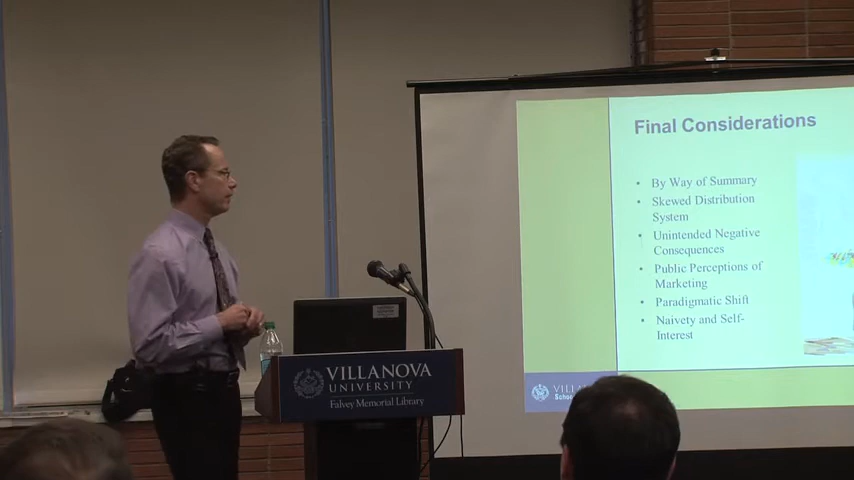 Final Considerations
• By Way of Summary
• Skewed Distribution
System
• Unintended Negative
Consequences
• Public Perceptions of
Marketing
• Paradigmatic Shift
• Naivety and Self-
Interest
VILLANOVA
UNIVERSITY
Falvey Memorial Library